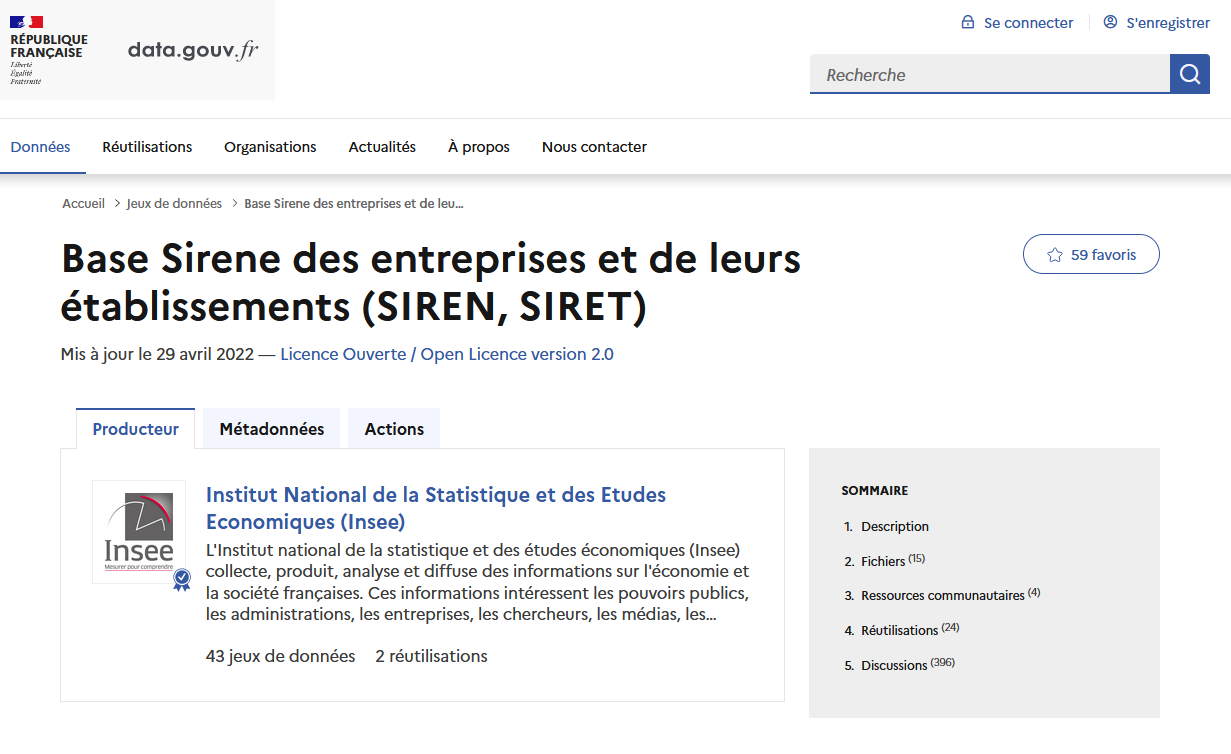 RÉPUBLIQUE
FRANÇAISE
Liberté
Égalité
Fraternité
data.gouv.fr
Se connecter
S'enregistrer
Recherche
Données
Réutilisations
Organisations
Actualités
À propos
Nous contacter
Accueil > Jeux de données > Base Sirene des entreprises et de leu...
Base Sirene des entreprises et de leurs
établissements (SIREN, SIRET)
59 favoris
Mis à jour le 29 avril 2022 — Licence Ouverte / Open Licence version 2.0
Producteur
Métadonnées
Actions
Insee
Mesurer pour comprendre
Institut National de la Statistique et des Etudes
Economiques (Insee)
L'Institut national de la statistique et des études économiques (Insee)
collecte, produit, analyse et diffuse des informations sur l'économie et
la société françaises. Ces informations intéressent les pouvoirs publics,
les administrations, les entreprises, les chercheurs, les médias, les...
43 jeux de données 2 réutilisations
SOMMAIRE
1. Description
2. Fichiers (15)
3. Ressources communautaires (4)
4. Réutilisations (24)
5. Discussions (396)